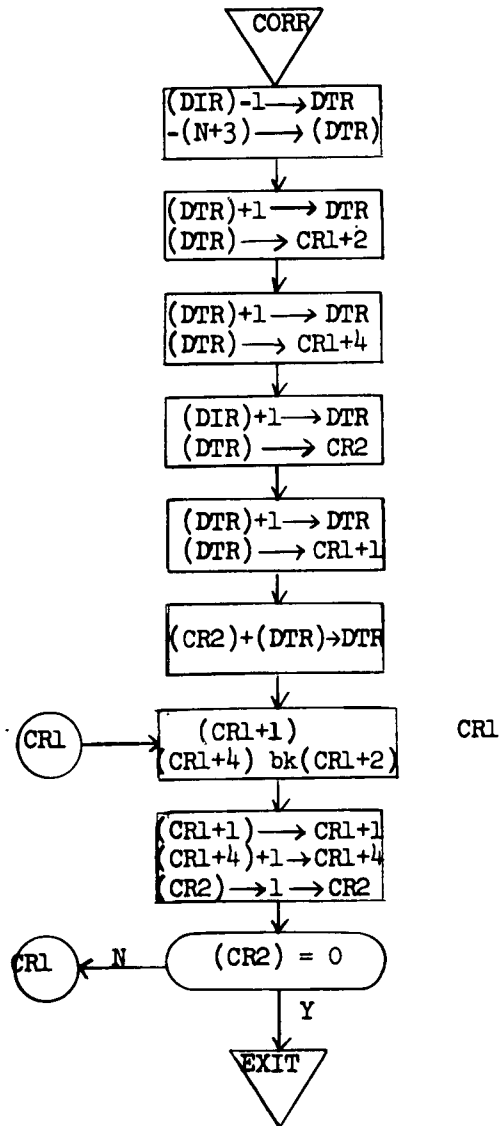 CORR
(DIR)-1→DTR
-(N+3)→(DTR)
(DTR)+1→DTR
(DTR)→CR1+2
(DTR)+1→DTR
(DTR)→CR1+4
(DIR)+1→DTR
(DTR)→CR2
(DTR)+1→DTR
(DTR)→CR1+1
(CR2)+(DTR)→DTR
CR1
(CR1+1)
(CR1+4) bk(CR1+2)
CR1
(CR1+1)→CR1+1
(CR1+4)+1→CR1+4
(CR2)→1→CR2
(CR2) = 0
N
CR1
Y
EXIT